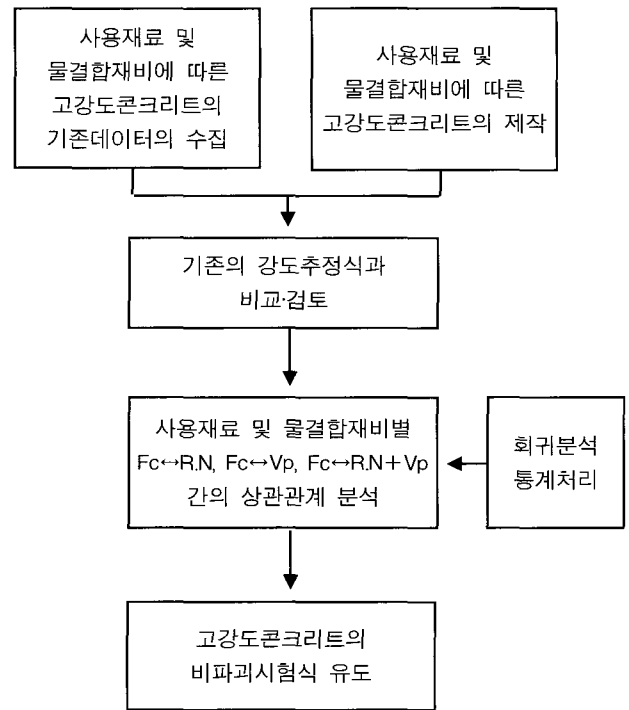 사용재료 및
물결합재비에 따른
고강도콘크리트의
기존데이터의 수집
사용재료 및
물결합재비에 따른
고강도콘크리트의 제작
기존의 강도추정식과
비교·검토
사용재료 및 물결합재비별
Fc↔R.N, Fc↔Vp, Fc↔R.N+Vp
간의 상관관계 분석
회귀분석
통계처리
고강도콘크리트의
비파괴시험식 유도